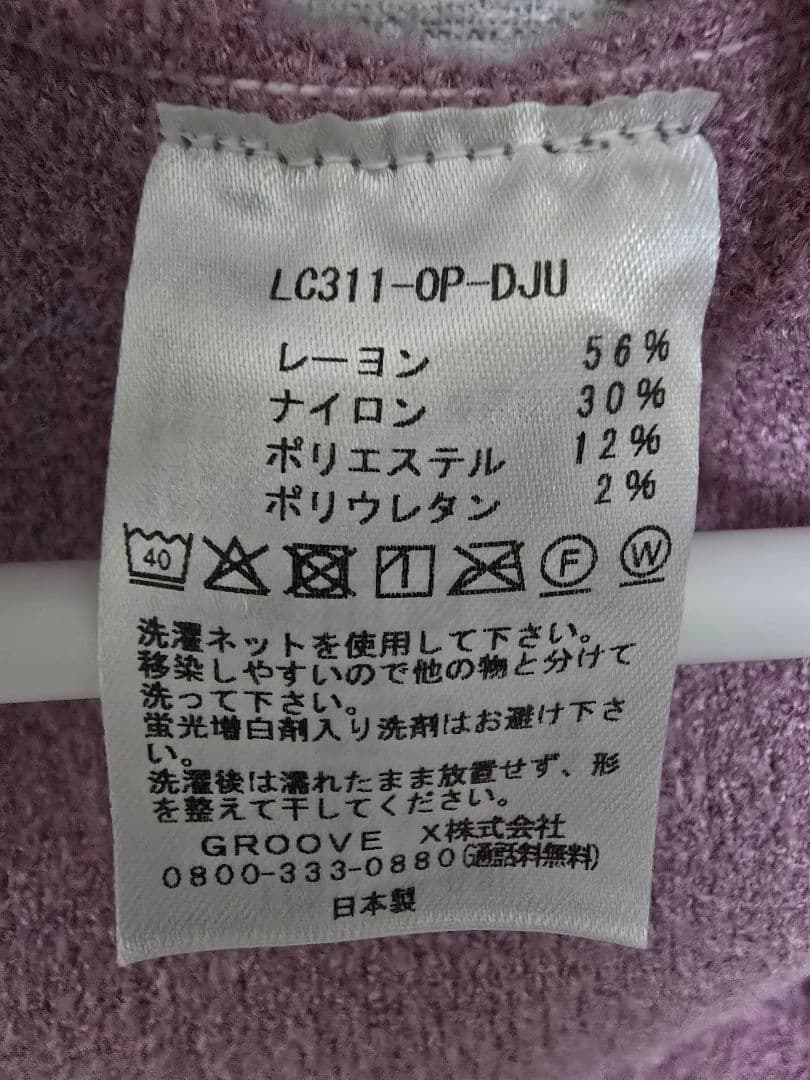 LC311-OP-DJU
レーヨン 56%
ナイロン 30%
ポリエステル 12%
ポリウレタン 2%
40 F W
洗濯ネットを使用して下さい。
移染しやすいので他の物と分けて
洗って下さい。
蛍光増白剤入り洗剤はお避け下さ
い。
洗濯後は濡れたまま放置せず、形
を整えて干してください。
GROOVE X株式会社
0800-333-0880(通話料無料)
日本製